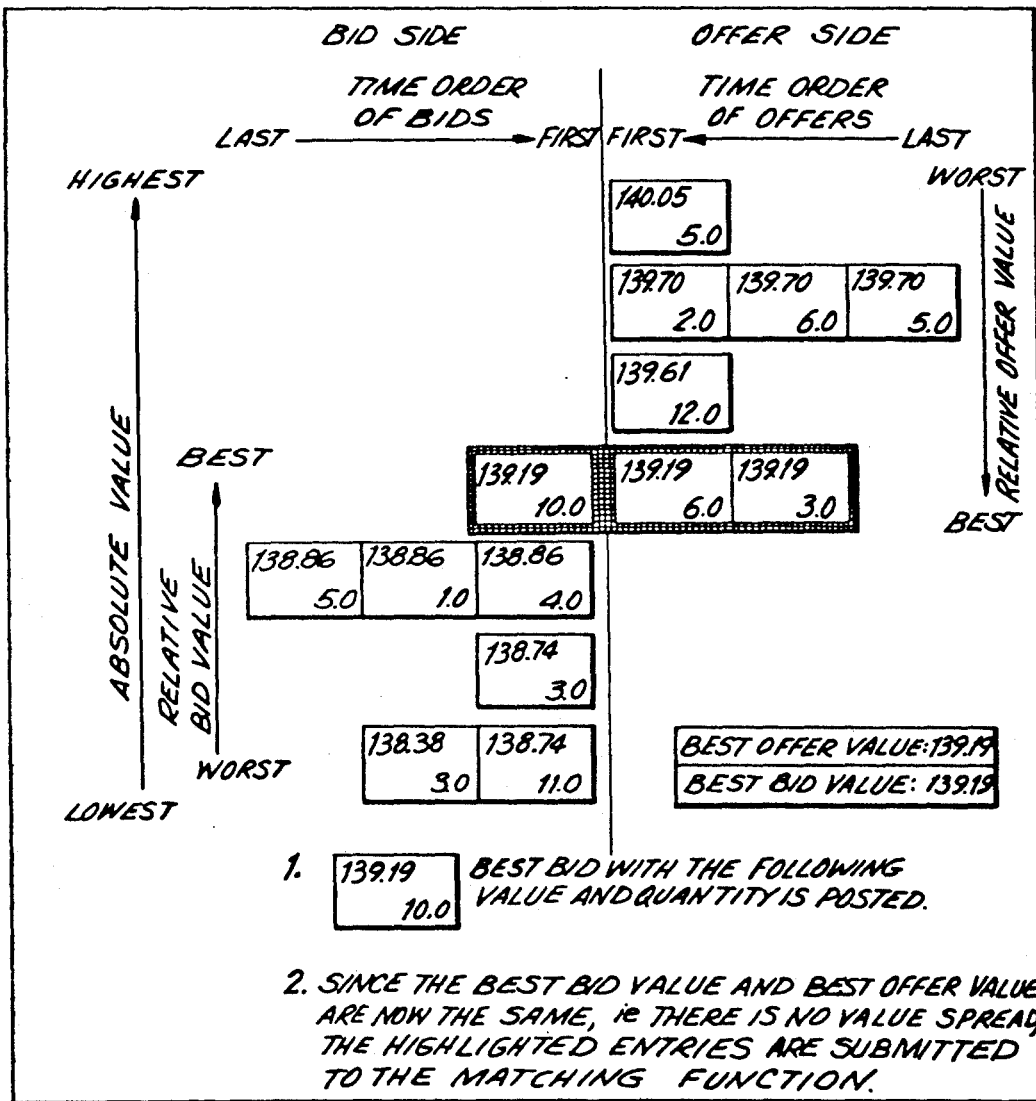 BID SIDE
OFFER SIDE
TIME ORDER
OF BIDS
TIME ORDER
OF OFFERS
LAST
FIRST
FIRST
LAST
HIGHEST
WORST
140.05
5.0
139.70
139.70
139.70
2.0
6.0
5.0
139.61
12.0
RELATIVE OFFER VALUE
ABSOLUTE VALUE
BEST
139.19
139.19
139.19
10.0
6.0
3.0
BEST
RELATIVE
BID VALUE
138.86
138.86
138.86
5.0
1.0
4.0
138.74
3.0
138.38
138.74
3.0
11.0
WORST
LOWEST
BEST OFFER VALUE: 139.19
BEST BID VALUE: 139.19
1. 139.19
10.0
BEST BID WITH THE FOLLOWING
VALUE AND QUANTITY IS POSTED.
2. SINCE THE BEST BID VALUE AND BEST OFFER VALUE
ARE NOW THE SAME, ie THERE IS NO VALUE SPREAD,
THE HIGHLIGHTED ENTRIES ARE SUBMITTED
TO THE MATCHING FUNCTION.